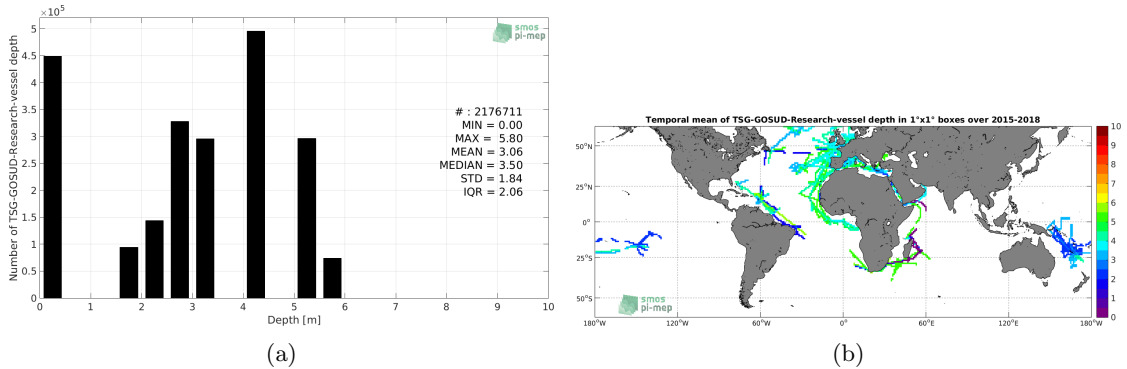 ×10⁵
5
4.5
4
3.5
3
2.5
2
1.5
1
0.5
0
Number of TSG-GOSUD-Research-vessel depth
smos
pi-mep
# : 2176711
MIN = 0.00
MAX = 5.80
MEAN = 3.06
MEDIAN = 3.50
STD = 1.84
IQR = 2.06
0 1 2 3 4 5 6 7 8 9 10
Depth [m]
(a)
Temporal mean of TSG-GOSUD-Research-vessel depth in 1°x1° boxes over 2015-2018
50°N
25°N
0°
25°S
50°S
smos
pi-mep
180°W 120°W 60°W 0° 60°E 120°E 180°W
10
9
8
7
6
5
4
3
2
1
0
(b)